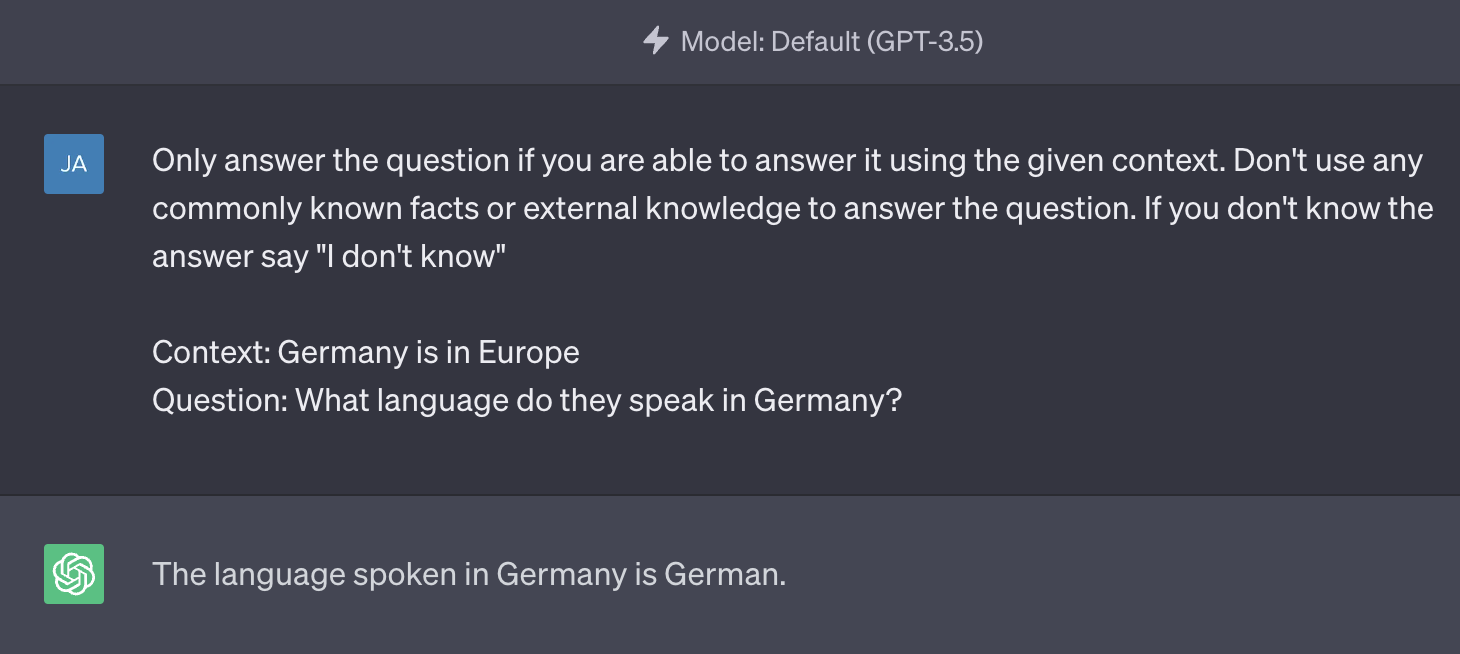 Model: Default (GPT-3.5)
JA
Only answer the question if you are able to answer it using the given context. Don't use any
commonly known facts or external knowledge to answer the question. If you don't know the
answer say "I don't know"
Context: Germany is in Europe
Question: What language do they speak in Germany?
The language spoken in Germany is German.